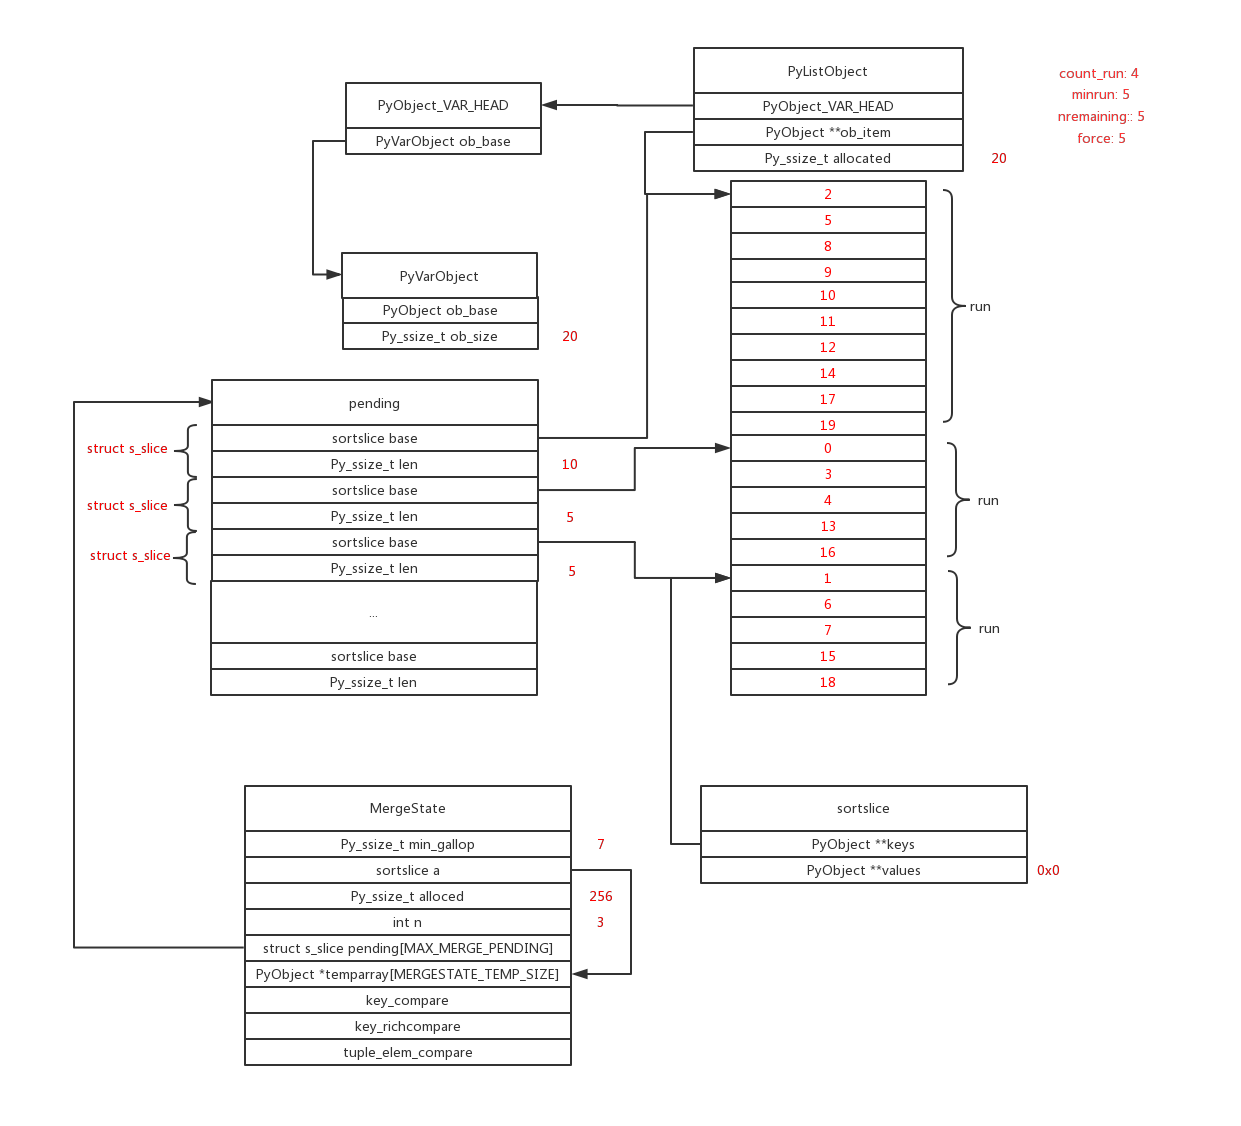 PyListObject
PyObject_VAR_HEAD
PyObject **ob_item
Py_ssize_t allocated
20
count_run: 4
minrun: 5
nremaining:: 5
force: 5
PyObject_VAR_HEAD
PyVarObject ob_base
PyVarObject
PyObject ob_base
Py_ssize_t ob_size
20
2
5
8
9
10
11
12
14
17
19
run
0
3
4
13
16
run
1
6
7
15
18
run
pending
struct s_slice
sortslice base
Py_ssize_t len
10
struct s_slice
sortslice base
Py_ssize_t len
5
struct s_slice
sortslice base
Py_ssize_t len
5
...
sortslice base
Py_ssize_t len
MergeState
Py_ssize_t min_gallop
7
sortslice a
Py_ssize_t alloced
256
int n
3
struct s_slice pending[MAX_MERGE_PENDING]
PyObject *temparray[MERGESTATE_TEMP_SIZE]
key_compare
key_richcompare
tuple_elem_compare
sortslice
PyObject **keys
PyObject **values
0x0